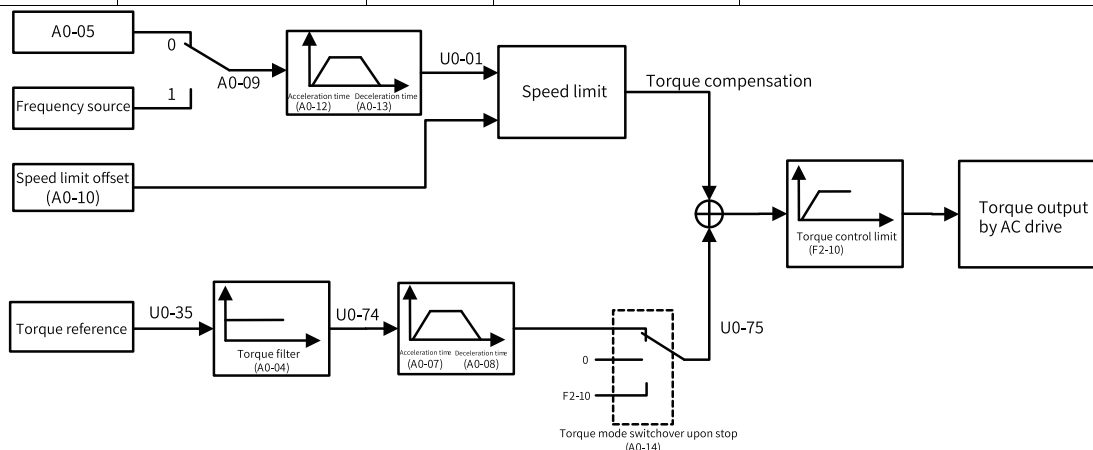 A0-05
0
A0-09
1
Frequency source
Acceleration time
(A0-12)
Deceleration time
(A0-13)
U0-01
Speed limit
Torque compensation
Speed limit offset
(A0-10)
Torque control limit
(F2-10)
Torque output
by AC drive
Torque reference
U0-35
Torque filter
(A0-04)
U0-74
Acceleration time
(A0-07)
Deceleration time
(A0-08)
0
F2-10
U0-75
Torque mode switchover upon stop
(A0-14)